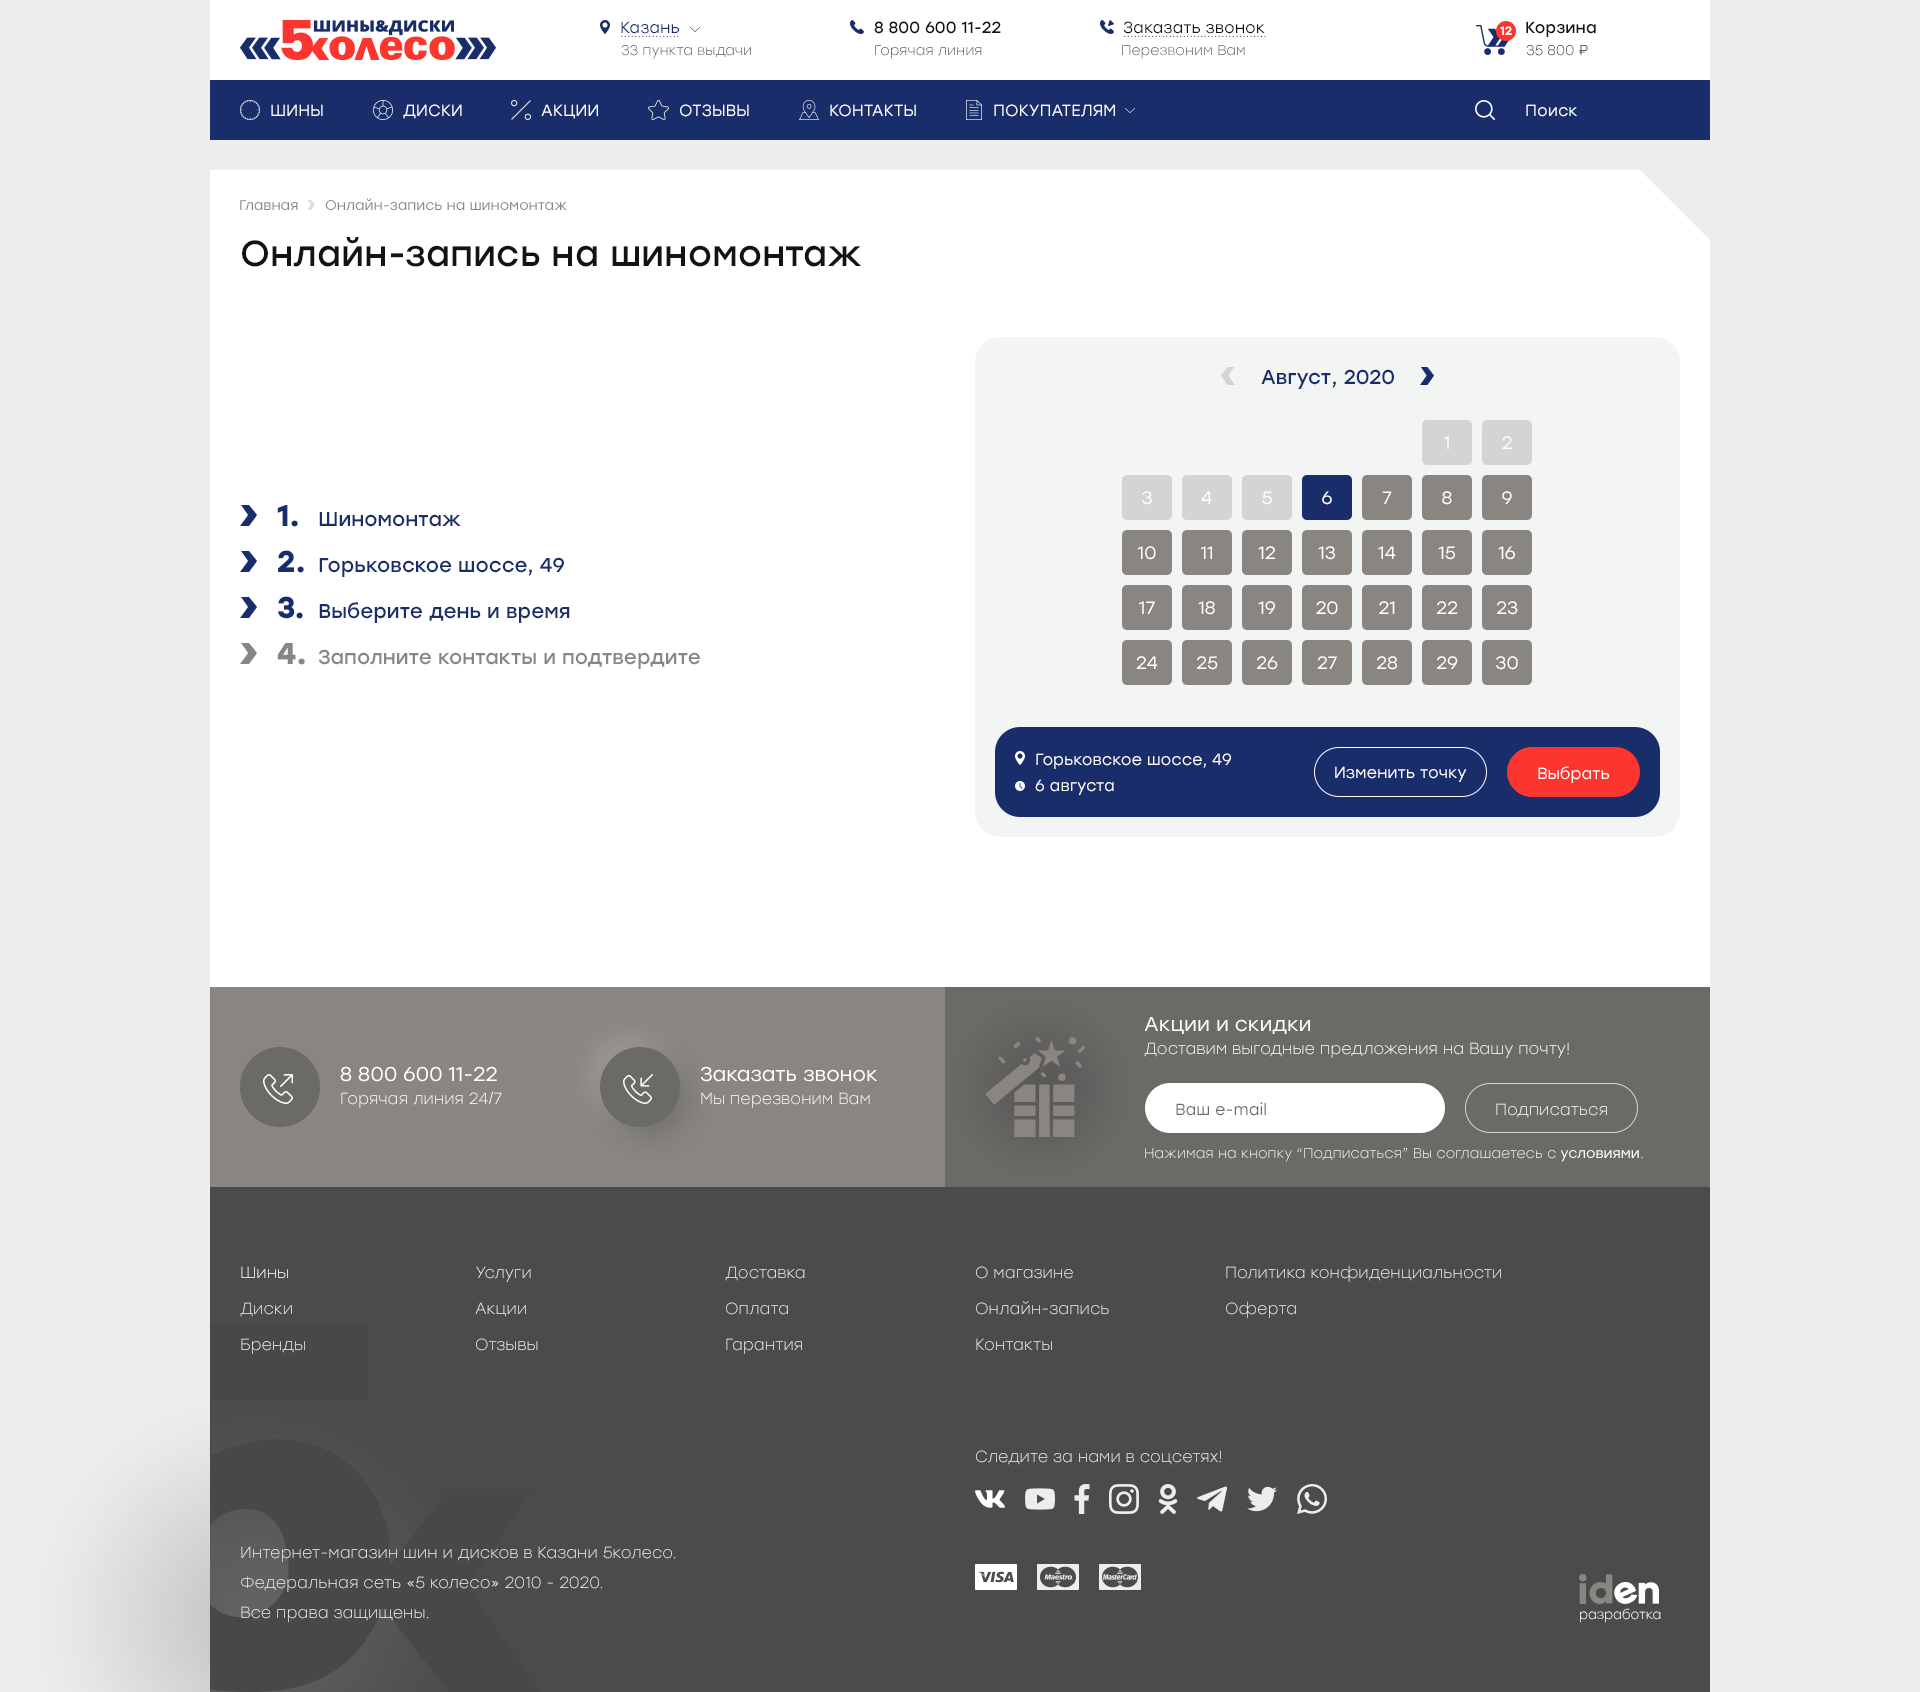 ШИНЫ&ДИСКИ
5колесо
Казань
33 пункта выдачи
8 800 600 11-22
Горячая линия
Заказать звонок
Перезвоним Вам
12
Корзина
35 800 ₽
ШИНЫ
ДИСКИ
АКЦИИ
ОТЗЫВЫ
КОНТАКТЫ
ПОКУПАТЕЛЯМ
Поиск
Главная
Онлайн-запись на шиномонтаж
Онлайн-запись на шиномонтаж
1. Шиномонтаж
2. Горьковское шоссе, 49
3. Выберите день и время
4. Заполните контакты и подтвердите
Август, 2020
1 2
3 4 5 6 7 8 9
10 11 12 13 14 15 16
17 18 19 20 21 22 23
24 25 26 27 28 29 30
Горьковское шоссе, 49
6 августа
Изменить точку
Выбрать
8 800 600 11-22
Горячая линия 24/7
Заказать звонок
Мы перезвоним Вам
Акции и скидки
Доставим выгодные предложения на Вашу почту!
Ваш e-mail
Подписаться
Нажимая на кнопку “Подписаться” Вы соглашаетесь с условиями.
Шины
Диски
Бренды
Услуги
Акции
Отзывы
Доставка
Оплата
Гарантия
О магазине
Онлайн-запись
Контакты
Политика конфиденциальности
Оферта
Следите за нами в соцсетях!
Интернет-магазин шин и дисков в Казани 5колесо.
Федеральная сеть «5 колесо» 2010 - 2020.
Все права защищены.
VISA
Maestro
MasterCard
iden
разработка